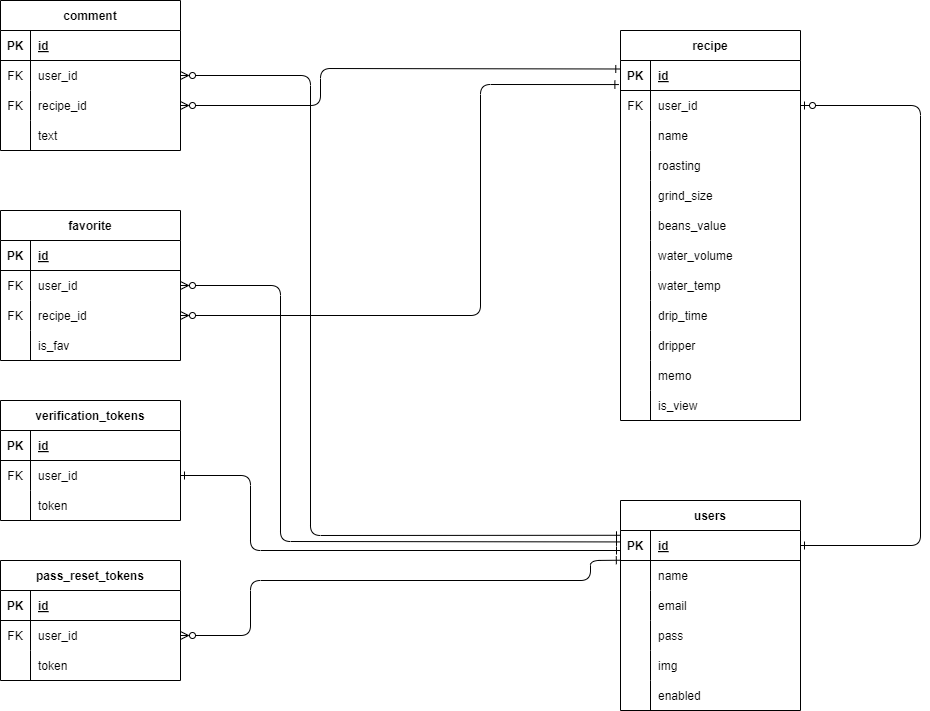 comment
PK id
FK user_id
FK recipe_id
text
favorite
PK id
FK user_id
FK recipe_id
is_fav
verification_tokens
PK id
FK user_id
token
pass_reset_tokens
PK id
FK user_id
token
recipe
PK id
FK user_id
name
roasting
grind_size
beans_value
water_volume
water_temp
drip_time
dripper
memo
is_view
users
PK id
name
email
pass
img
enabled